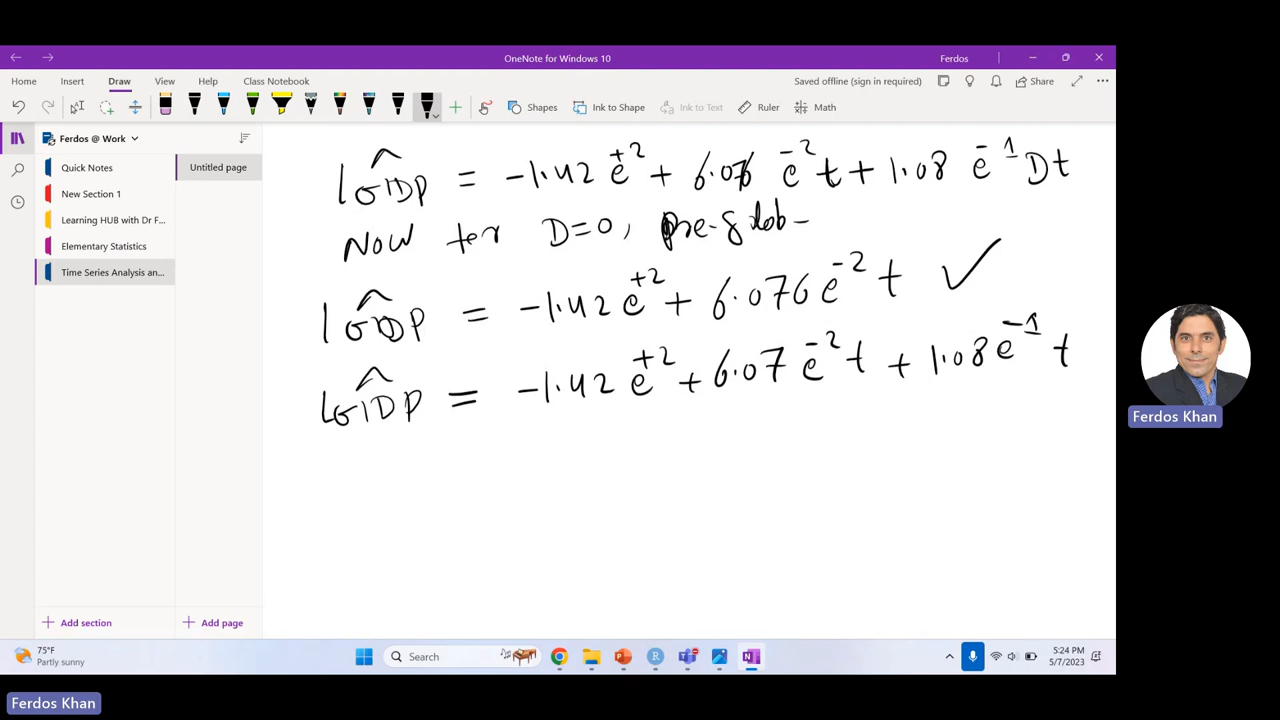 OneNote for Windows 10
Ferdos
Home Insert Draw View Help Class Notebook
Saved offline (sign in required) Share
Shapes Ink to Shape Ink to Text Ruler Math
Ferdos @ Work
Quick Notes
New Section 1
Learning HUB with Dr F...
Elementary Statistics
Time Series Analysis an...
Untitled page
lGDP^ = -1.42 e^+2 + 6.076 e^-2 t + 1.08 e^-1 Dt
Now for D=0, pre-glob-
lGDP^ = -1.42 e^+2 + 6.076 e^-2 t ✓
lGDP^ = -1.42 e^+2 + 6.07 e^-2 t + 1.08 e^-1 t
Add section Add page
Ferdos Khan
75°F
Partly sunny
Search
5:24 PM
5/7/2023
Ferdos Khan